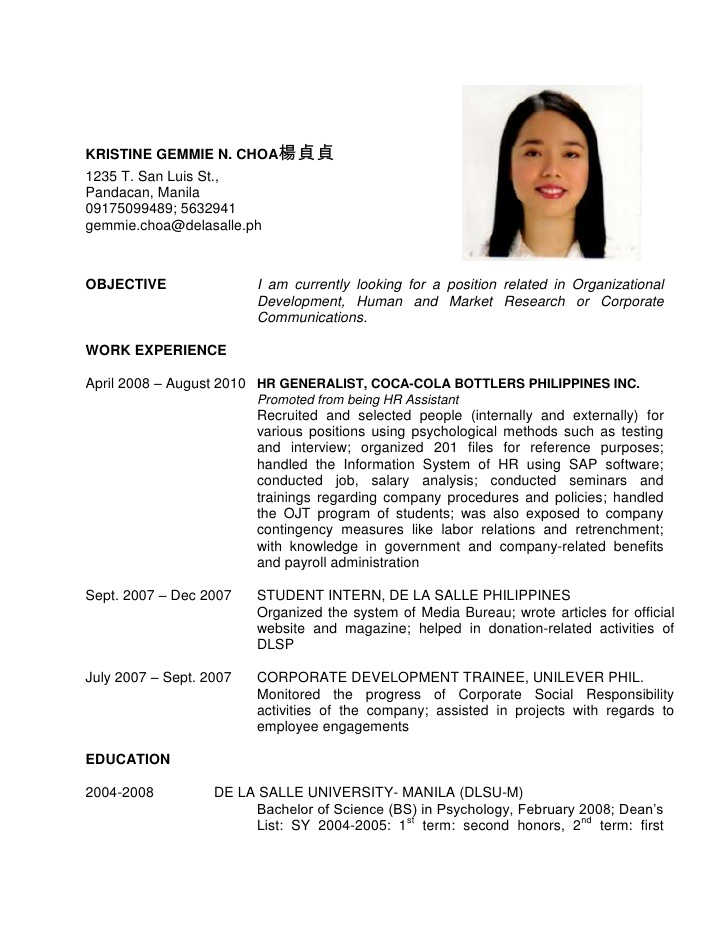 KRISTINE GEMMIE N. CHOA楊貞貞
1235 T. San Luis St.,
Pandacan, Manila
09175099489; 5632941
gemmie.choa@delasalle.ph
OBJECTIVE I am currently looking for a position related in Organizational
Development, Human and Market Research or Corporate
Communications.
WORK EXPERIENCE
April 2008 – August 2010 HR GENERALIST, COCA-COLA BOTTLERS PHILIPPINES INC.
Promoted from being HR Assistant
Recruited and selected people (internally and externally) for
various positions using psychological methods such as testing
and interview; organized 201 files for reference purposes;
handled the Information System of HR using SAP software;
conducted job, salary analysis; conducted seminars and
trainings regarding company procedures and policies; handled
the OJT program of students; was also exposed to company
contingency measures like labor relations and retrenchment;
with knowledge in government and company-related benefits
and payroll administration
Sept. 2007 – Dec 2007 STUDENT INTERN, DE LA SALLE PHILIPPINES
Organized the system of Media Bureau; wrote articles for official
website and magazine; helped in donation-related activities of
DLSP
July 2007 – Sept. 2007 CORPORATE DEVELOPMENT TRAINEE, UNILEVER PHIL.
Monitored the progress of Corporate Social Responsibility
activities of the company; assisted in projects with regards to
employee engagements
EDUCATION
2004-2008 DE LA SALLE UNIVERSITY- MANILA (DLSU-M)
Bachelor of Science (BS) in Psychology, February 2008; Dean’s
List: SY 2004-2005: 1st term: second honors, 2nd term: first